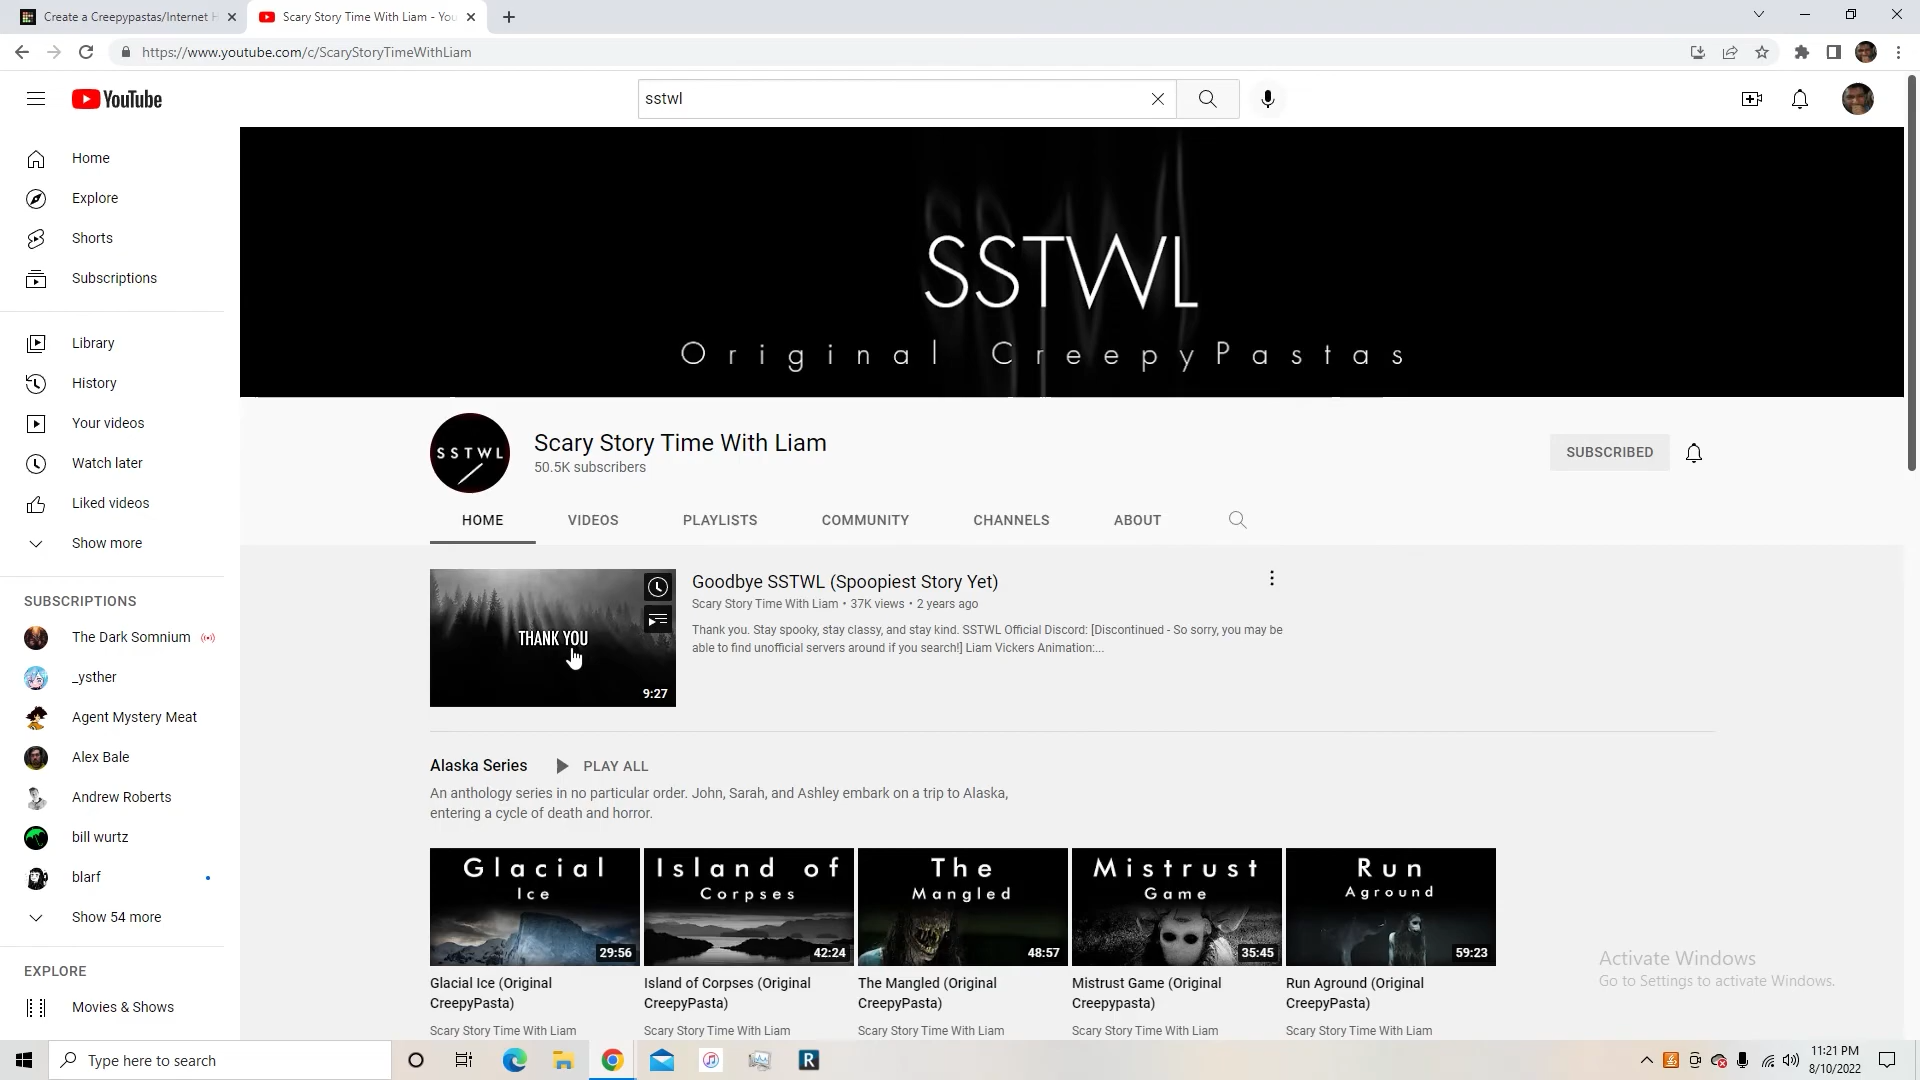 Create a Creepypastas/Internet H
Scary Story Time With Liam - You
https://www.youtube.com/c/ScaryStoryTimeWithLiam
YouTube
sstwl
Home
Explore
Shorts
Subscriptions
Library
History
Your videos
Watch later
Liked videos
Show more
SUBSCRIPTIONS
The Dark Somnium
_ysther
Agent Mystery Meat
Alex Bale
Andrew Roberts
bill wurtz
blarf
Show 54 more
EXPLORE
Movies & Shows
SSTWL
Original CreepyPastas
SSTWL
Scary Story Time With Liam
50.5K subscribers
SUBSCRIBED
HOME
VIDEOS
PLAYLISTS
COMMUNITY
CHANNELS
ABOUT
THANK YOU
9:27
Goodbye SSTWL (Spoopiest Story Yet)
Scary Story Time With Liam • 37K views • 2 years ago
Thank you. Stay spooky, stay classy, and stay kind. SSTWL Official Discord: [Discontinued - So sorry, you may be
able to find unofficial servers around if you search!] Liam Vickers Animation:...
Alaska Series
PLAY ALL
An anthology series in no particular order. John, Sarah, and Ashley embark on a trip to Alaska,
entering a cycle of death and horror.
Glacial
Ice
29:56
Glacial Ice (Original
CreepyPasta)
Scary Story Time With Liam
Island of
Corpses
42:24
Island of Corpses (Original
CreepyPasta)
Scary Story Time With Liam
The
Mangled
48:57
The Mangled (Original
CreepyPasta)
Scary Story Time With Liam
Mistrust
Game
35:45
Mistrust Game (Original
Creepypasta)
Scary Story Time With Liam
Run
Aground
59:23
Run Aground (Original
CreepyPasta)
Scary Story Time With Liam
Activate Windows
Go to Settings to activate Windows.
Type here to search
R
11:21 PM
8/10/2022